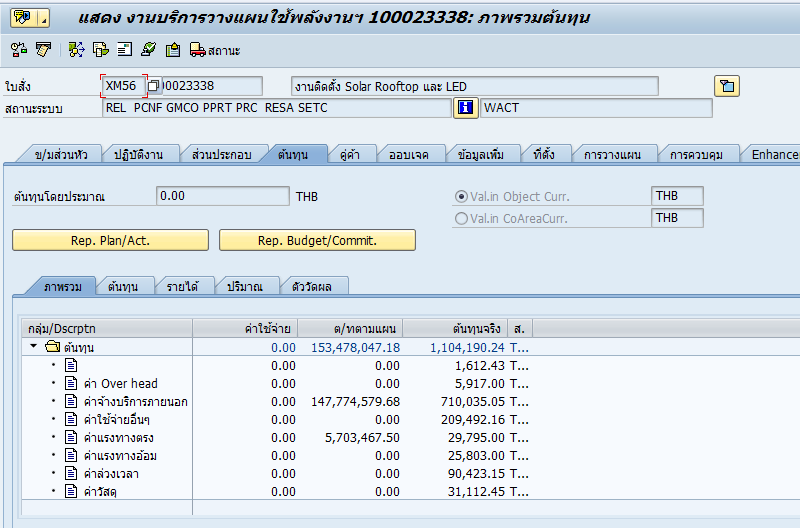 แสดง งานบริการวางแผนใช้พลังงานฯ 100023338: ภาพรวมต้นทุน
สถานะ
ใบสั่ง XM56 00023338 งานติดตั้ง Solar Rooftop และ LED
สถานะระบบ REL PCNF GMCO PPRT PRC RESA SETC WACT
ข/มส่วนหัว ปฏิบัติงาน ส่วนประกอบ ต้นทุน คู่ค้า ออบเจค ข้อมูลเพิ่ม ที่ตั้ง การวางแผน การควบคุม Enhance
ต้นทุนโดยประมาณ 0.00 THB Val.in Object Curr. THB
Val.in CoAreaCurr. THB
Rep. Plan/Act. Rep. Budget/Commit.
ภาพรวม ต้นทุน รายได้ ปริมาณ ตัววัดผล
กลุ่ม/Dscrptn ค่าใช้จ่าย ต/ทตามแผน ต้นทุนจริง ส.
ต้นทุน 0.00 153,478,047.18 1,104,190.24 T...
0.00 0.00 1,612.43 T...
ค่า Over head 0.00 0.00 5,917.00 T...
ค่าจ้างบริการภายนอก 0.00 147,774,579.68 710,035.05 T...
ค่าใช้จ่ายอื่นๆ 0.00 0.00 209,492.16 T...
ค่าแรงทางตรง 0.00 5,703,467.50 29,795.00 T...
ค่าแรงทางอ้อม 0.00 0.00 25,803.00 T...
ค่าล่วงเวลา 0.00 0.00 90,423.15 T...
ค่าวัสดุ 0.00 0.00 31,112.45 T...